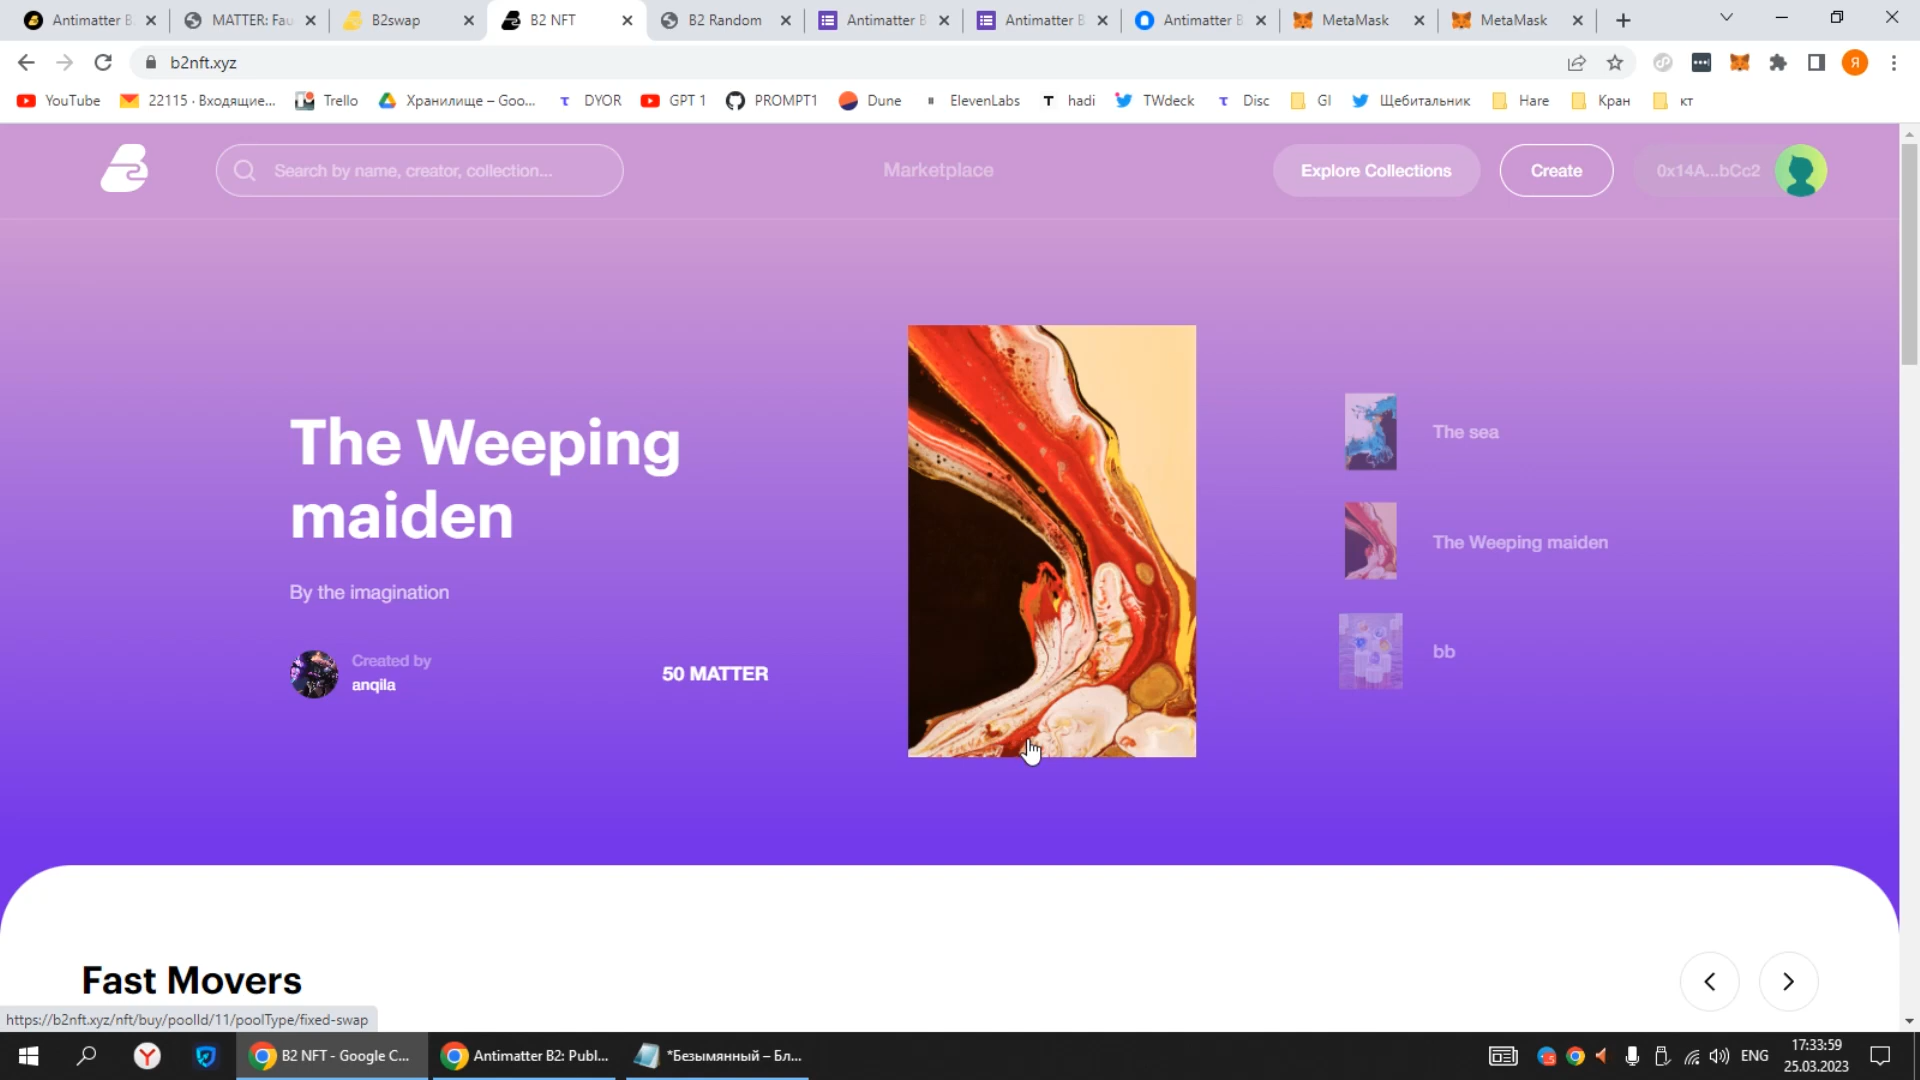 Antimatter B
MATTER: Fau
B2swap
B2 NFT
B2 Random
Antimatter B
Antimatter B
Antimatter B
MetaMask
MetaMask
b2nft.xyz
Я
YouTube
22115 · Входящие...
Trello
Хранилище – Goo...
DYOR
GPT 1
PROMPT1
Dune
ElevenLabs
hadi
TWdeck
Disc
GI
Щебитальник
Наге
Кран
кт
Search by name, creator, collection...
Marketplace
Explore Collections
Create
0x14A...bCc2
The Weeping
maiden
By the imagination
Created by
anqila
50 MATTER
The sea
The Weeping maiden
bb
Fast Movers
https://b2nft.xyz/nft/buy/poolId/11/poolType/fixed-swap
B2 NFT - Google C...
Antimatter B2: Publ...
*Безымянный – Бл...
ENG
17:33:59
25.03.2023